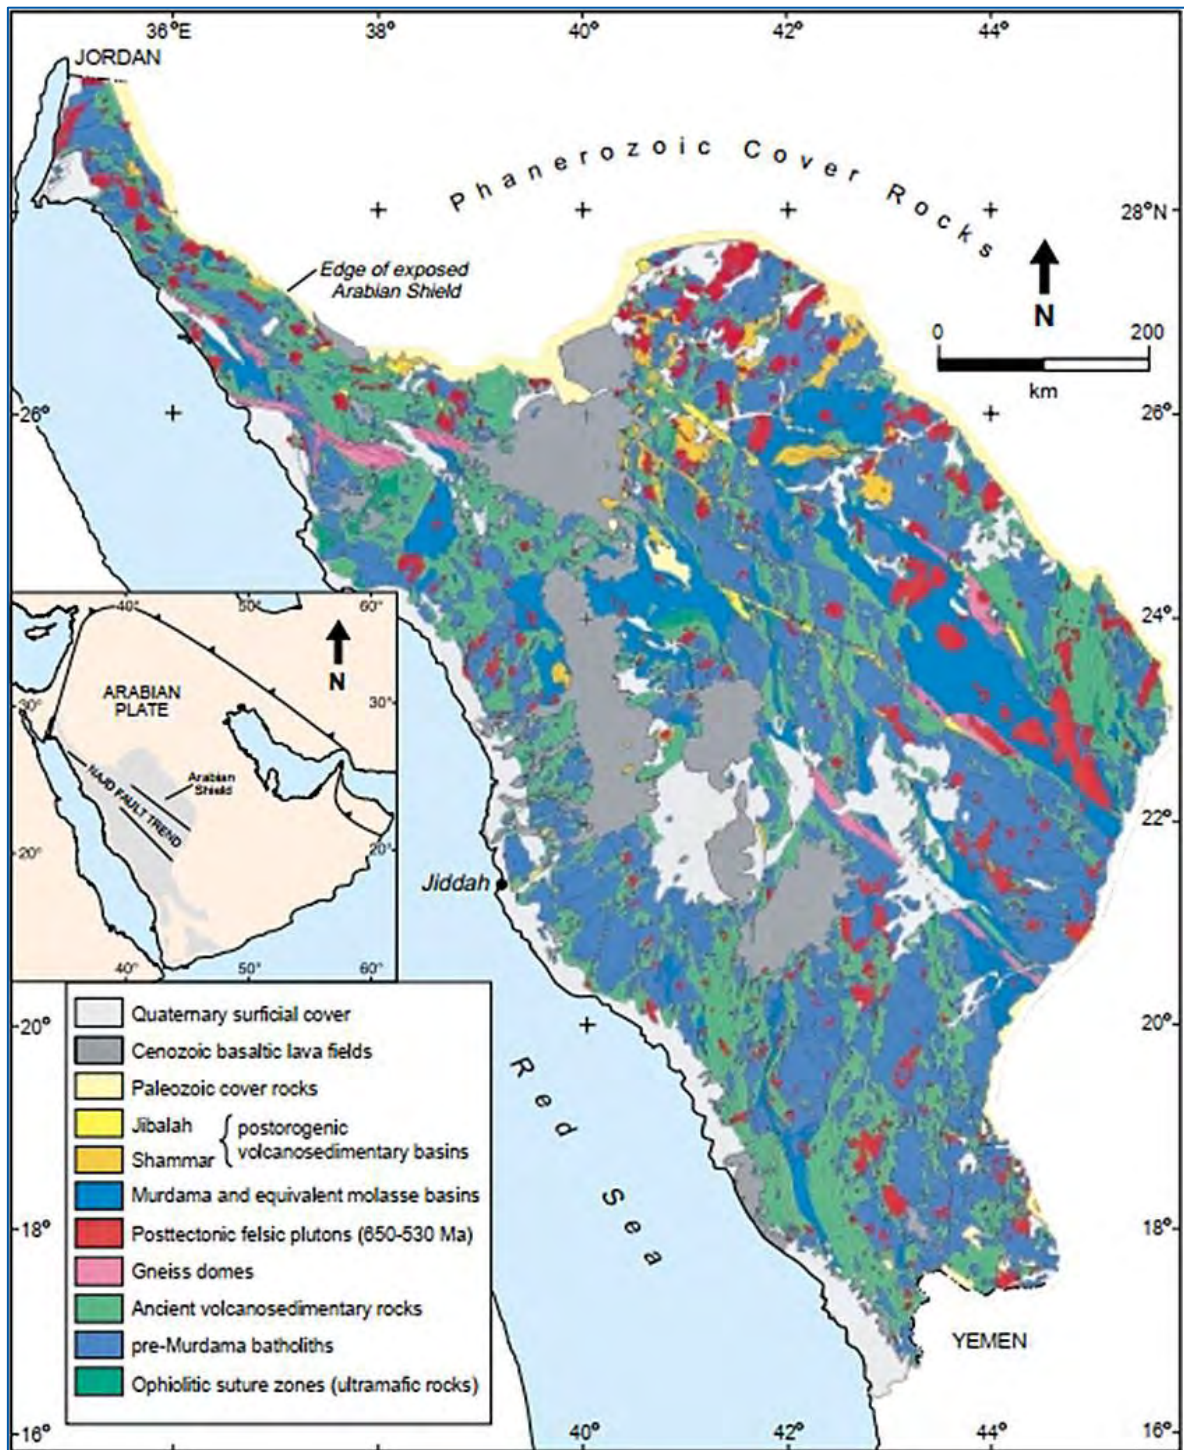 36°E 38° 40° 42° 44°
JORDAN
Phanerozoic Cover Rocks
28°N
Edge of exposed
Arabian Shield
N
0 200
km
26° 26°
24°
40° 50° 60°
N
ARABIAN
PLATE
30° 30°
Arabian
Shield
NAJD FAULT TREND
22°
20° 20°
Jiddah
40° 50° 60°
Quaternary surficial cover
20° 20°
Cenozoic basaltic lava fields
Red Sea
Paleozoic cover rocks
Jibalah
postorogenic
volcanosedimentary basins
Shammar
Murdama and equivalent molasse basins
18° 18°
Posttectonic felsic plutons (650-530 Ma)
Gneiss domes
Ancient volcanosedimentary rocks
pre-Murdama batholiths
YEMEN
Ophiolitic suture zones (ultramafic rocks)
16° 40° 42° 44° 16°